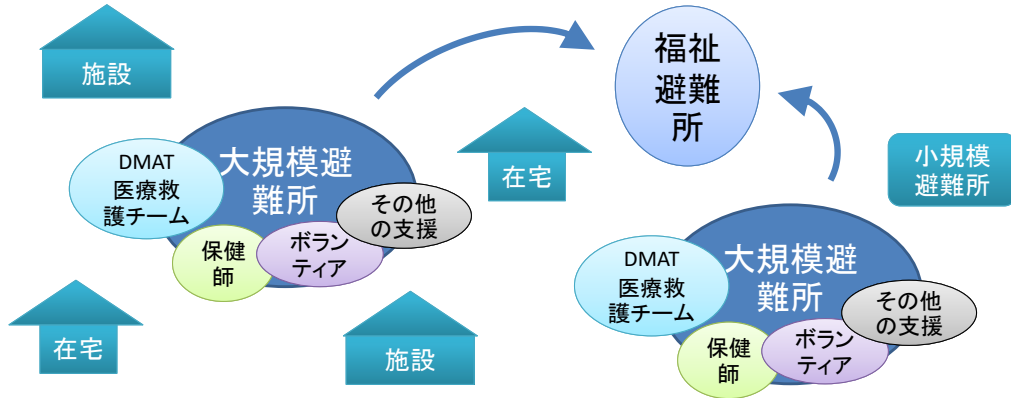 施設
福祉
避難
所
大規模避
難所
DMAT
医療救
護チーム
その他
の支援
保健
師
ボラン
ティア
在宅
小規模
避難所
大規模避
難所
DMAT
医療救
護チーム
その他
の支援
保健
師
ボラン
ティア
在宅
施設